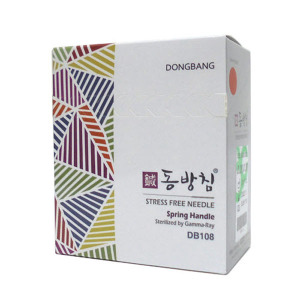 DONGBANG
동방침®
STRESS FREE NEEDLE
Spring Handle
Sterilized by Gamma-Ray
DB108